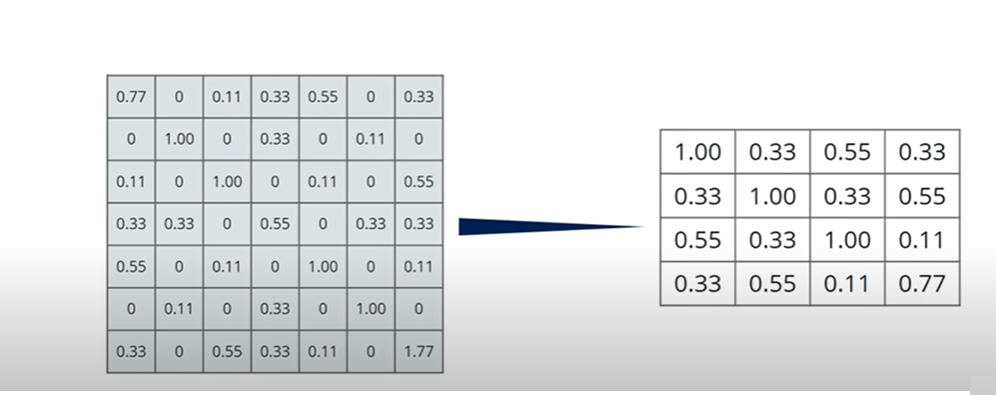 0.77 0 0.11 0.33 0.55 0 0.33
0 1.00 0 0.33 0 0.11 0
0.11 0 1.00 0 0.11 0 0.55
0.33 0.33 0 0.55 0 0.33 0.33
0.55 0 0.11 0 1.00 0 0.11
0 0.11 0 0.33 0 1.00 0
0.33 0 0.55 0.33 0.11 0 1.77
1.00 0.33 0.55 0.33
0.33 1.00 0.33 0.55
0.55 0.33 1.00 0.11
0.33 0.55 0.11 0.77